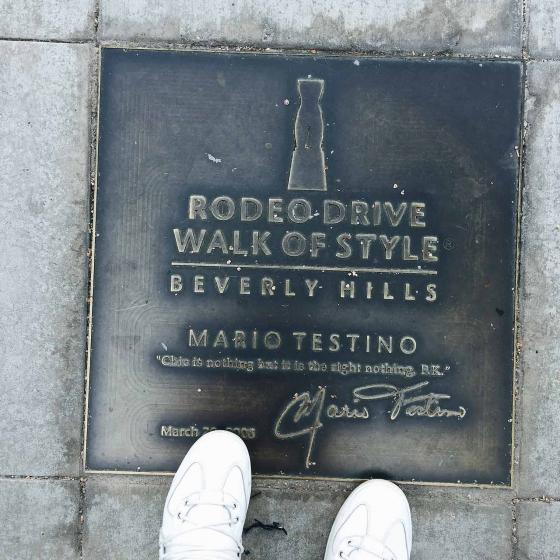 RODEO DRIVE
WALK OF STYLE®
BEVERLY HILLS
MARIO TESTINO
"Chic is nothing but it is the right nothing, RK."
Mario Testino
March